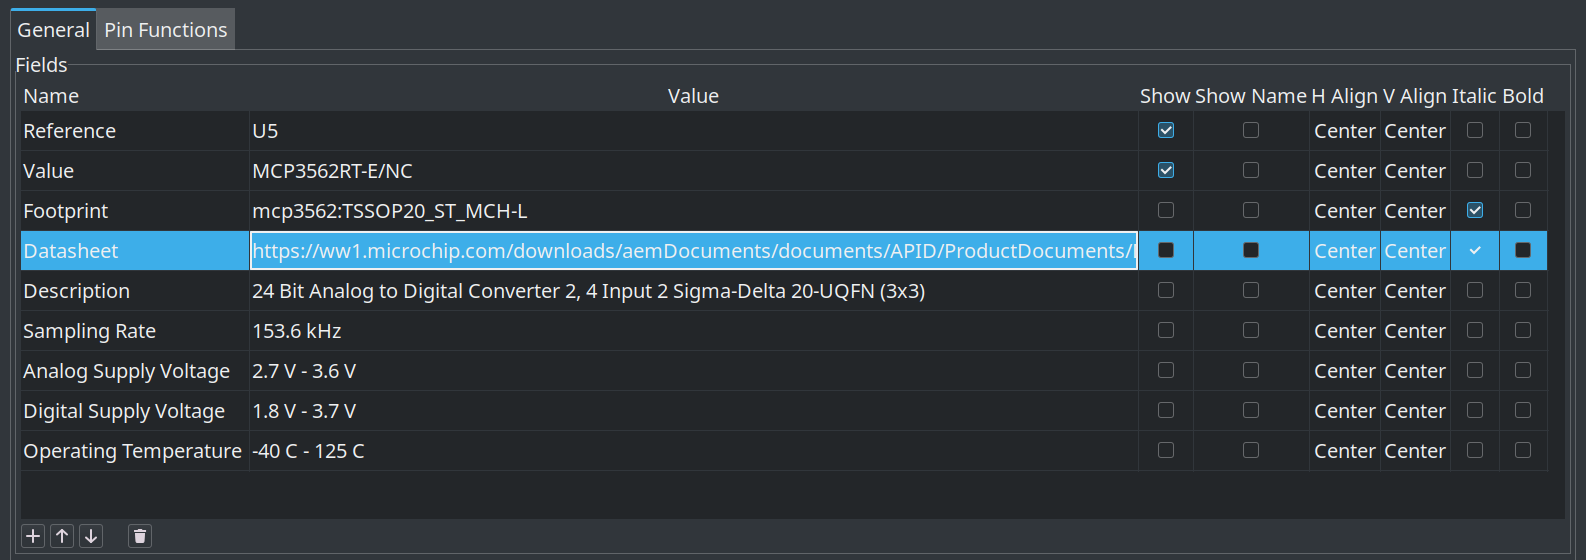 General Pin Functions
Fields
Name Value Show Show Name H Align V Align Italic Bold
Reference U5 Center Center
Value MCP3562RT-E/NC Center Center
Footprint mcp3562:TSSOP20_ST_MCH-L Center Center
Datasheet https://ww1.microchip.com/downloads/aemDocuments/documents/APID/ProductDocuments/ Center Center
Description 24 Bit Analog to Digital Converter 2, 4 Input 2 Sigma-Delta 20-UQFN (3x3) Center Center
Sampling Rate 153.6 kHz Center Center
Analog Supply Voltage 2.7 V - 3.6 V Center Center
Digital Supply Voltage 1.8 V - 3.7 V Center Center
Operating Temperature -40 C - 125 C Center Center